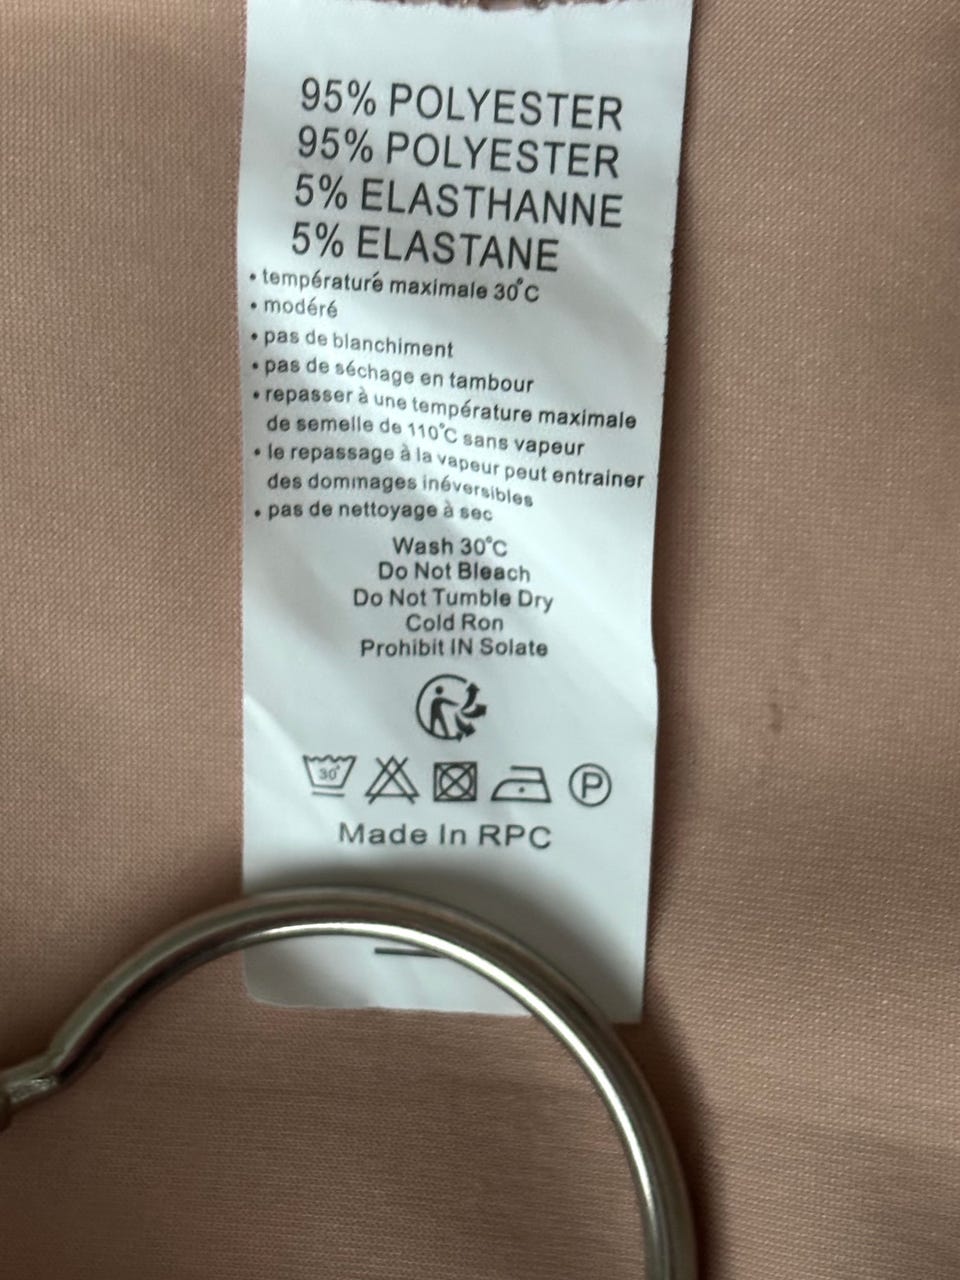 95% POLYESTER
95% POLYESTER
5% ELASTHANNE
5% ELASTANE
• température maximale 30°C
• modéré
• pas de blanchiment
• pas de séchage en tambour
• repasser à une température maximale
de semelle de 110°C sans vapeur
• le repassage à la vapeur peut entrainer
des dommages inéversibles
• pas de nettoyage à sec
Wash 30°C
Do Not Bleach
Do Not Tumble Dry
Cold Ron
Prohibit IN Solate
30° P
Made In RPC